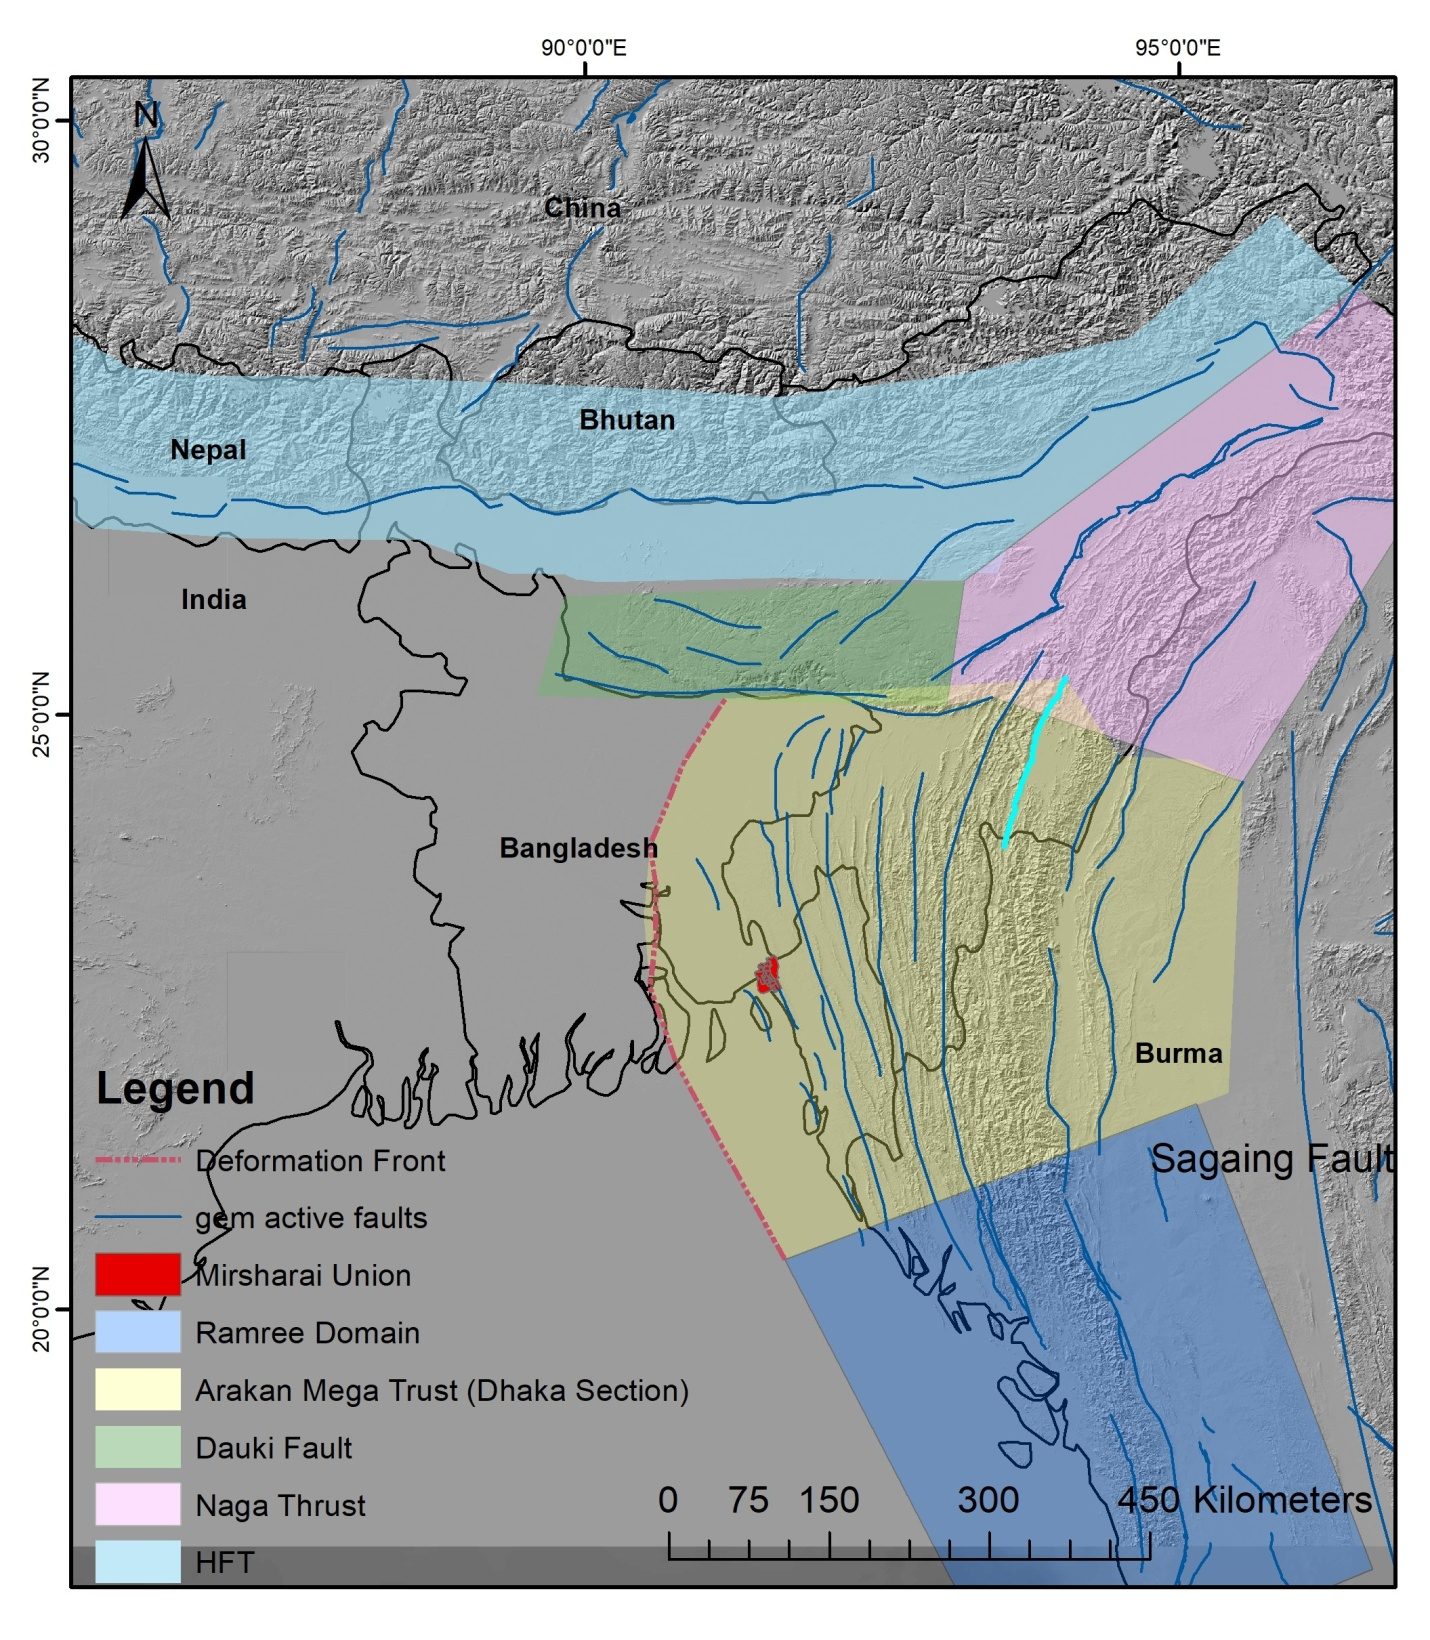 90°0'0"E 95°0'0"E
30°0'0"N
N
China
Bhutan
Nepal
India
25°0'0"N
Bangladesh
Burma
Legend
Sagaing Fault
Deformation Front
gem active faults
Mirsharai Union
20°0'0"N
Ramree Domain
Arakan Mega Trust (Dhaka Section)
Dauki Fault
Naga Thrust
0 75 150 300 450 Kilometers
HFT